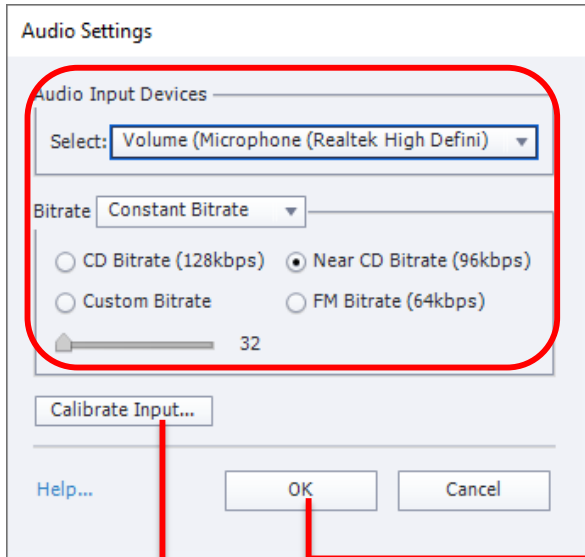 Audio Settings
Audio Input Devices
Select: Volume (Microphone (Realtek High Defini)
Bitrate Constant Bitrate
CD Bitrate (128kbps) Near CD Bitrate (96kbps)
Custom Bitrate FM Bitrate (64kbps)
32
Calibrate Input...
Help... OK Cancel